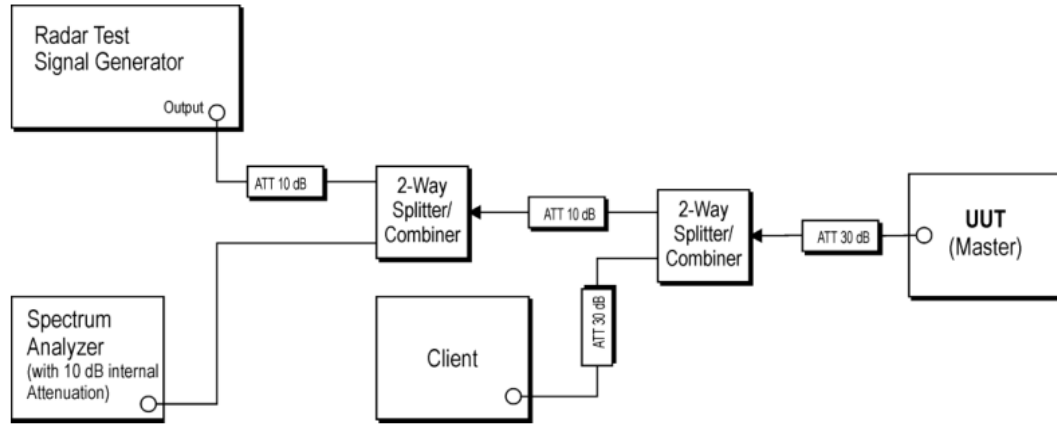 Radar Test
Signal Generator
Output
ATT 10 dB
2-Way
Splitter/
Combiner
ATT 10 dB
2-Way
Splitter/
Combiner
ATT 30 dB
UUT
(Master)
Spectrum
Analyzer
(with 10 dB internal
Attenuation)
Client
ATT 30 dB